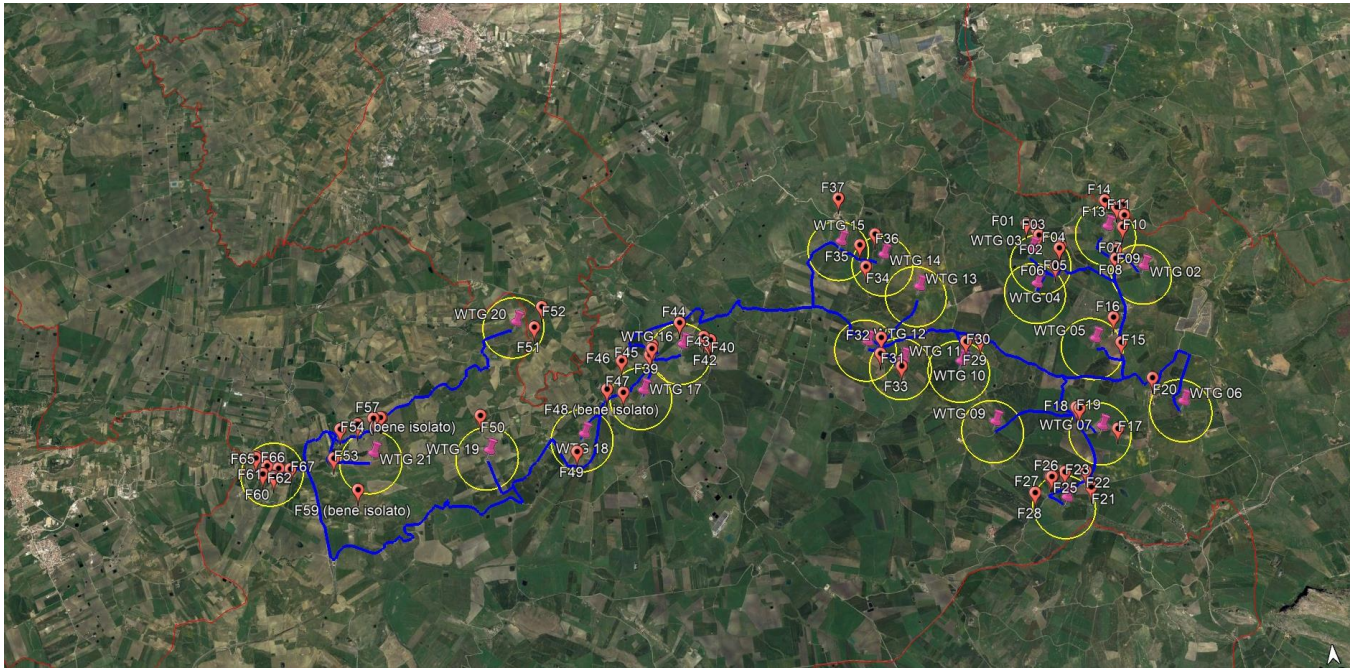 F37
F14
F11
F13
F10
F01
F03
WTG 15
F36
WTG 03
F04
F02
F07
F35
WTG 14
F09
WTG 02
F06
F05
F08
F34
WTG 13
WTG 04
F52
WTG 20
F44
F16
WTG 05
F51
WTG 16
F43
F40
F32
WTG 12
F30
F15
F46
F45
F42
F31
WTG 11
F29
F39
F33
WTG 10
F47
WTG 17
F20
WTG 06
F57
F48 (bene isolato)
F18
F19
WTG 09
WTG 07
F17
F54 (bene isolato)
F50
F53
WTG 21
WTG 19
WTG 18
F49
F65
F66
F67
F61
F62
F60
F26
F23
F27
F25
F22
F28
F21
F59 (bene isolato)